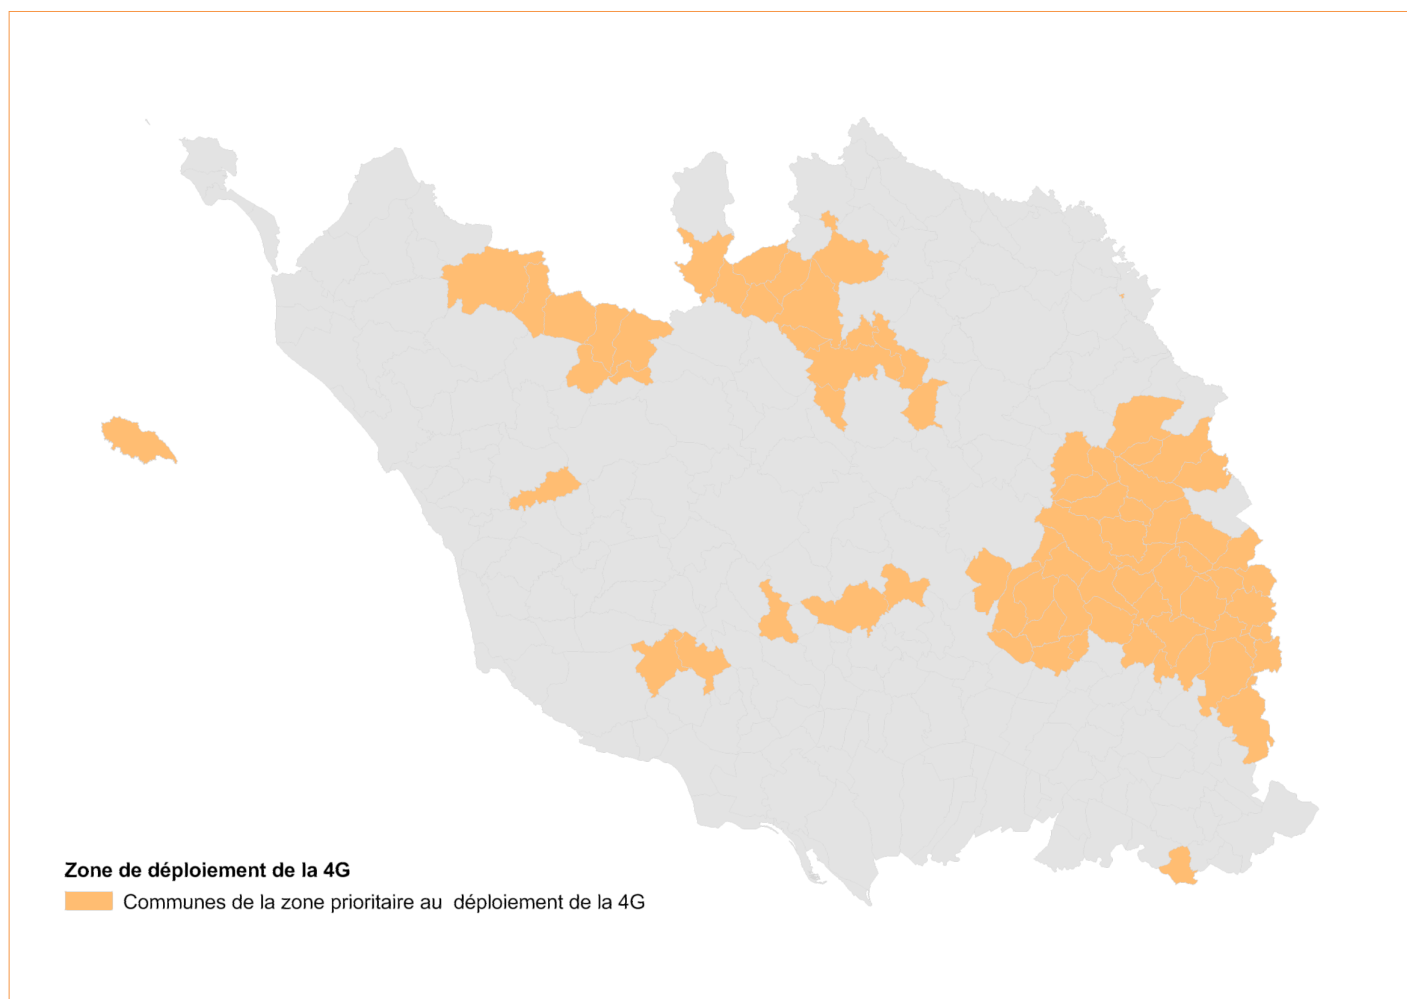 Zone de déploiement de la 4G
Communes de la zone prioritaire au  déploiement de la 4G